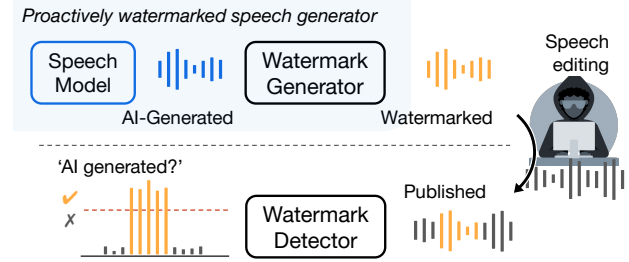 Proactively watermarked speech generator
Speech
Model
Watermark
Generator
Speech
editing
AI-Generated
Watermarked
'AI generated?'
✓
✗
Published
Watermark
Detector